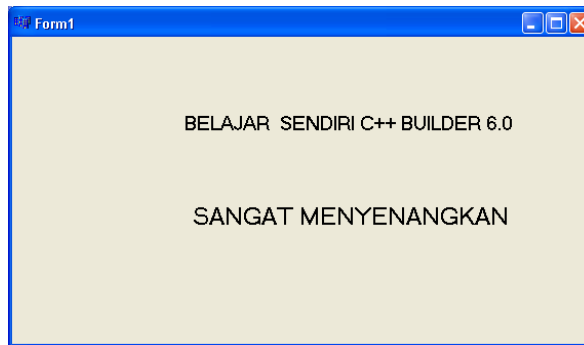 Form1
BELAJAR  SENDIRI C++ BUILDER 6.0
SANGAT MENYENANGKAN